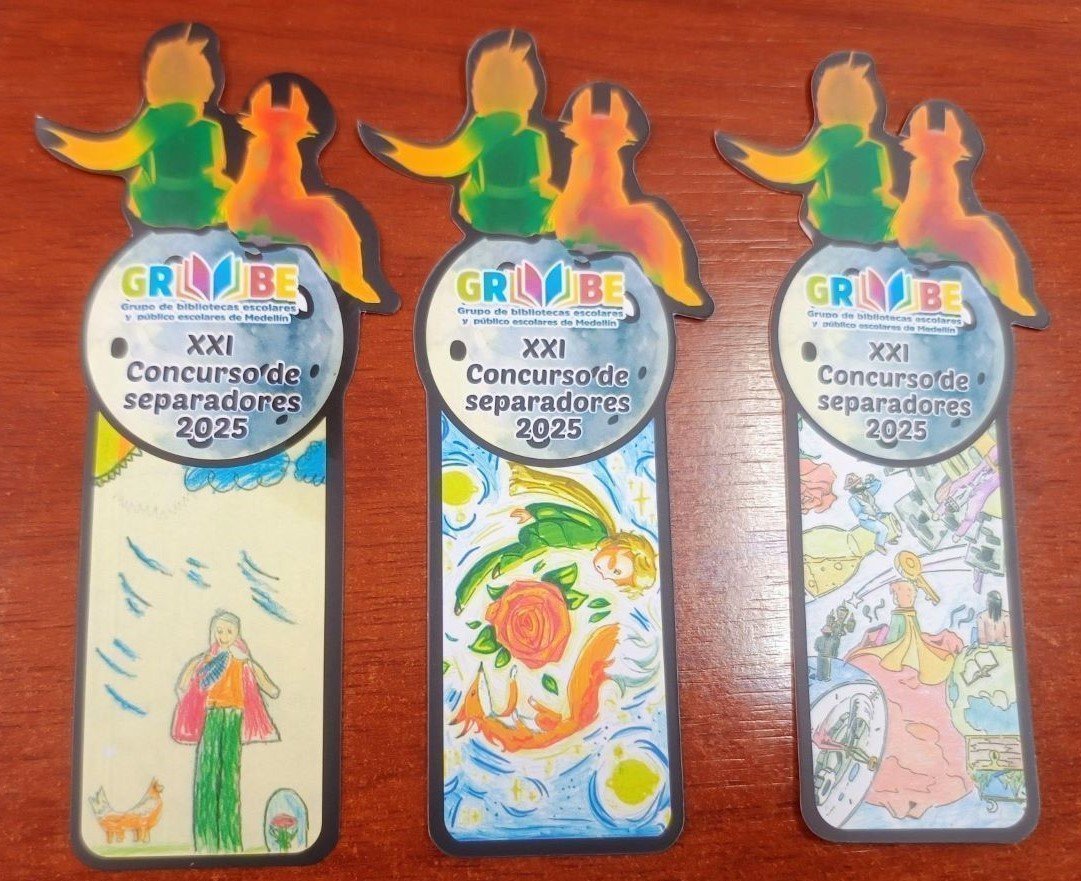 GRUBE
Grupo de bibliotecas escolares
y público escolares de Medellín
XXI
Concurso de
separadores
2025
GRUBE
Grupo de bibliotecas escolares
y público escolares de Medellín
XXI
Concurso de
separadores
2025
GRUBE
Grupo de bibliotecas escolares
y público escolares de Medellín
XXI
Concurso de
separadores
2025